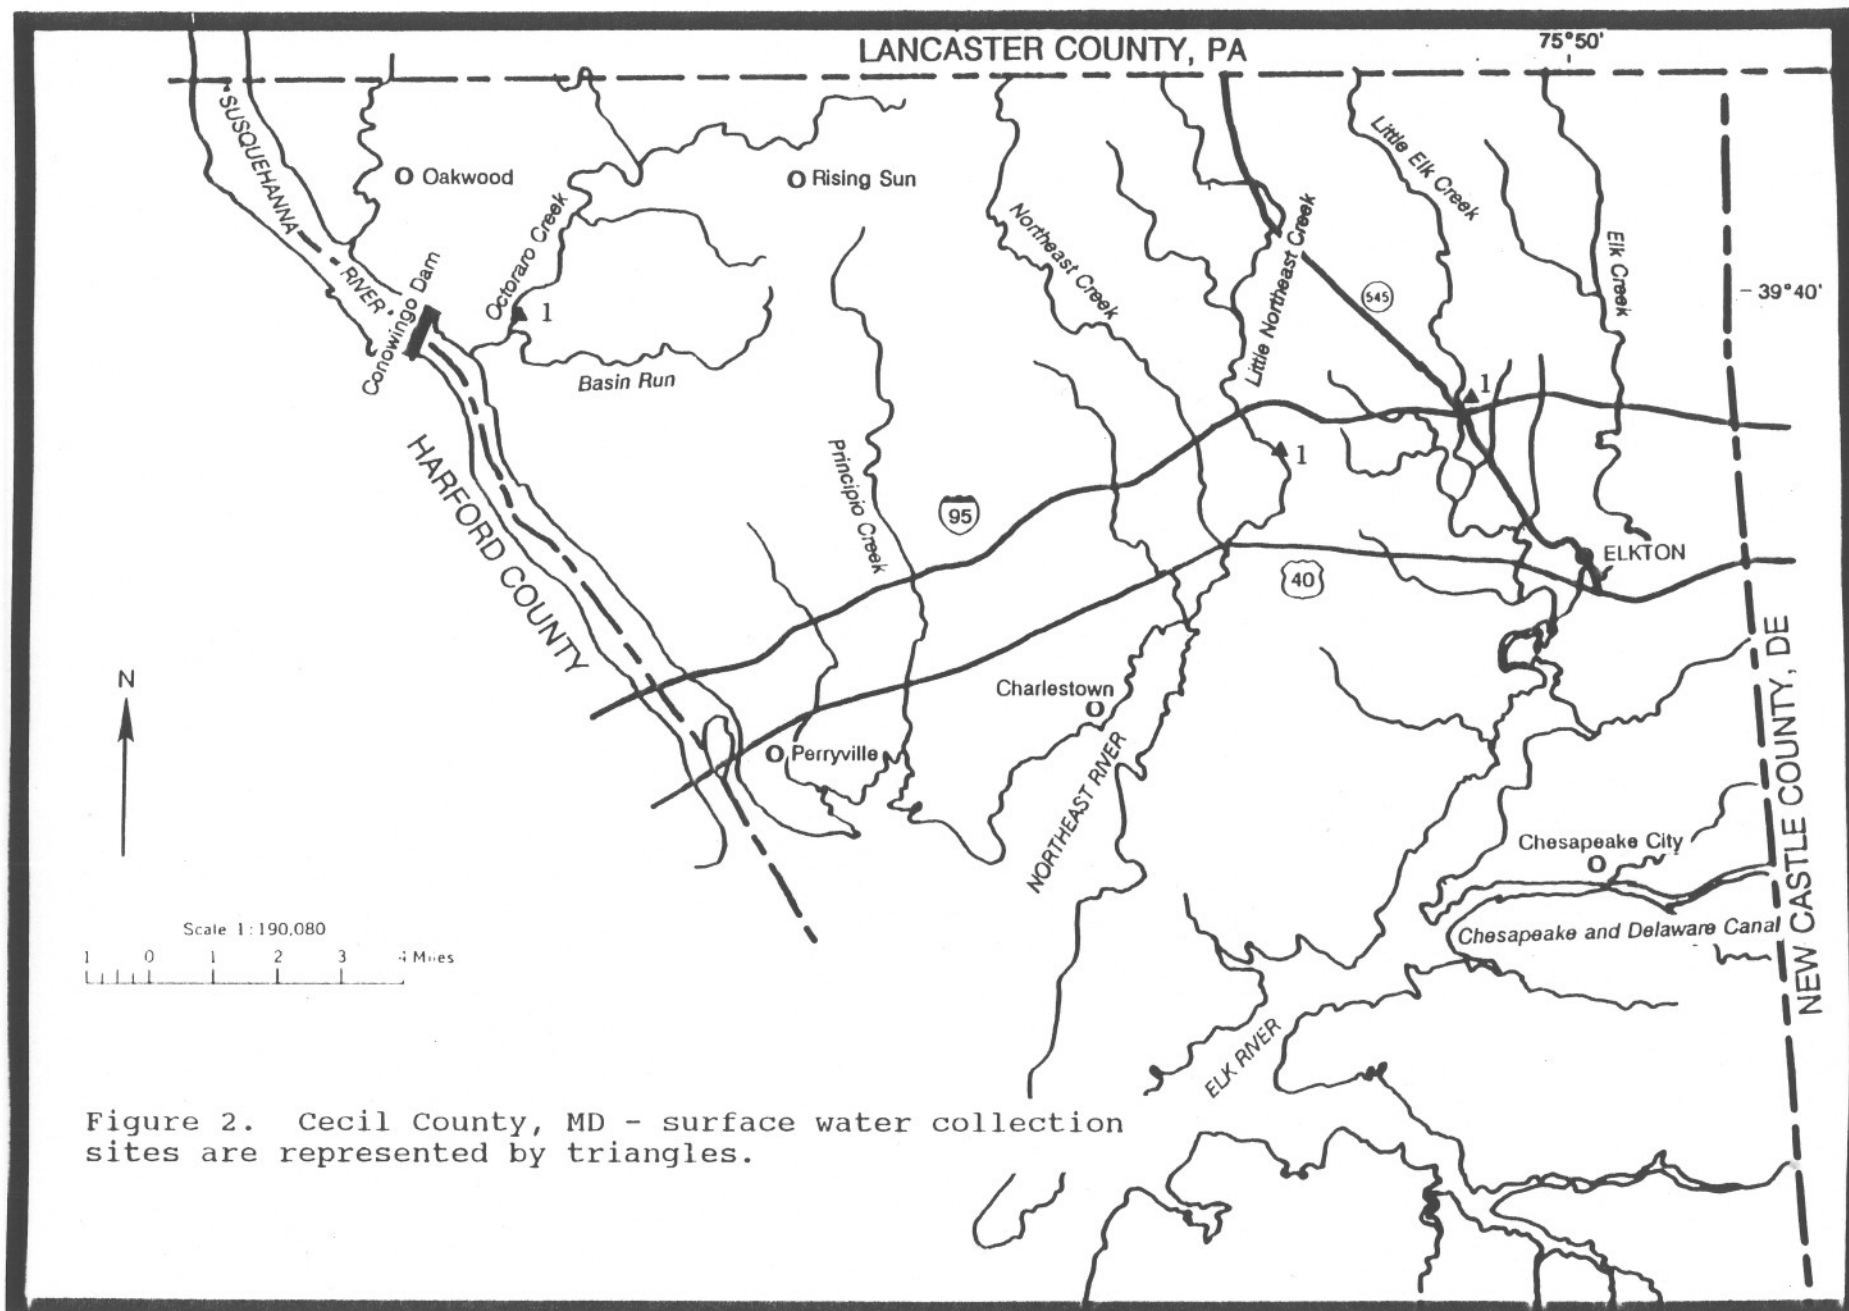 LANCASTER COUNTY, PA
75°50'
SUSQUEHANNA
RIVER
Oakwood
Rising Sun
Octoraro Creek
Northeast Creek
Little Northeast Creek
Little Elk Creek
Elk Creek
39°40'
545
Conowingo Dam
1
Basin Run
1
1
HARFORD COUNTY
Principio Creek
95
40
ELKTON
N
Charlestown
Perryville
NORTHEAST RIVER
NEW CASTLE COUNTY, DE
Chesapeake City
Chesapeake and Delaware Canal
Scale 1:190,080
1 0 1 2 3 4 Miles
ELK RIVER
Figure 2. Cecil County, MD - surface water collection
sites are represented by triangles.